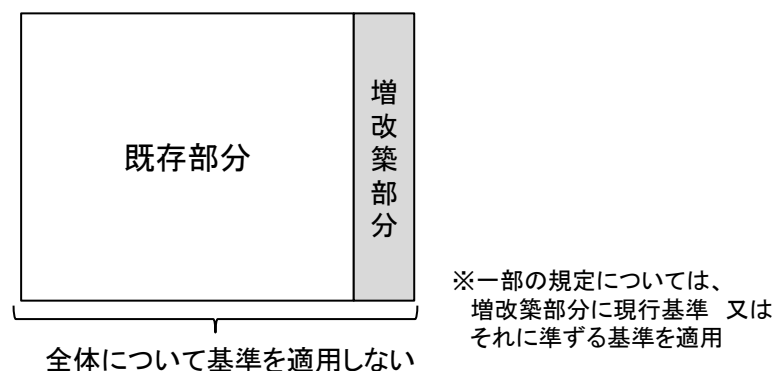 既存部分
増改築部分
※一部の規定については、
増改築部分に現行基準 又は
それに準ずる基準を適用
全体について基準を適用しない